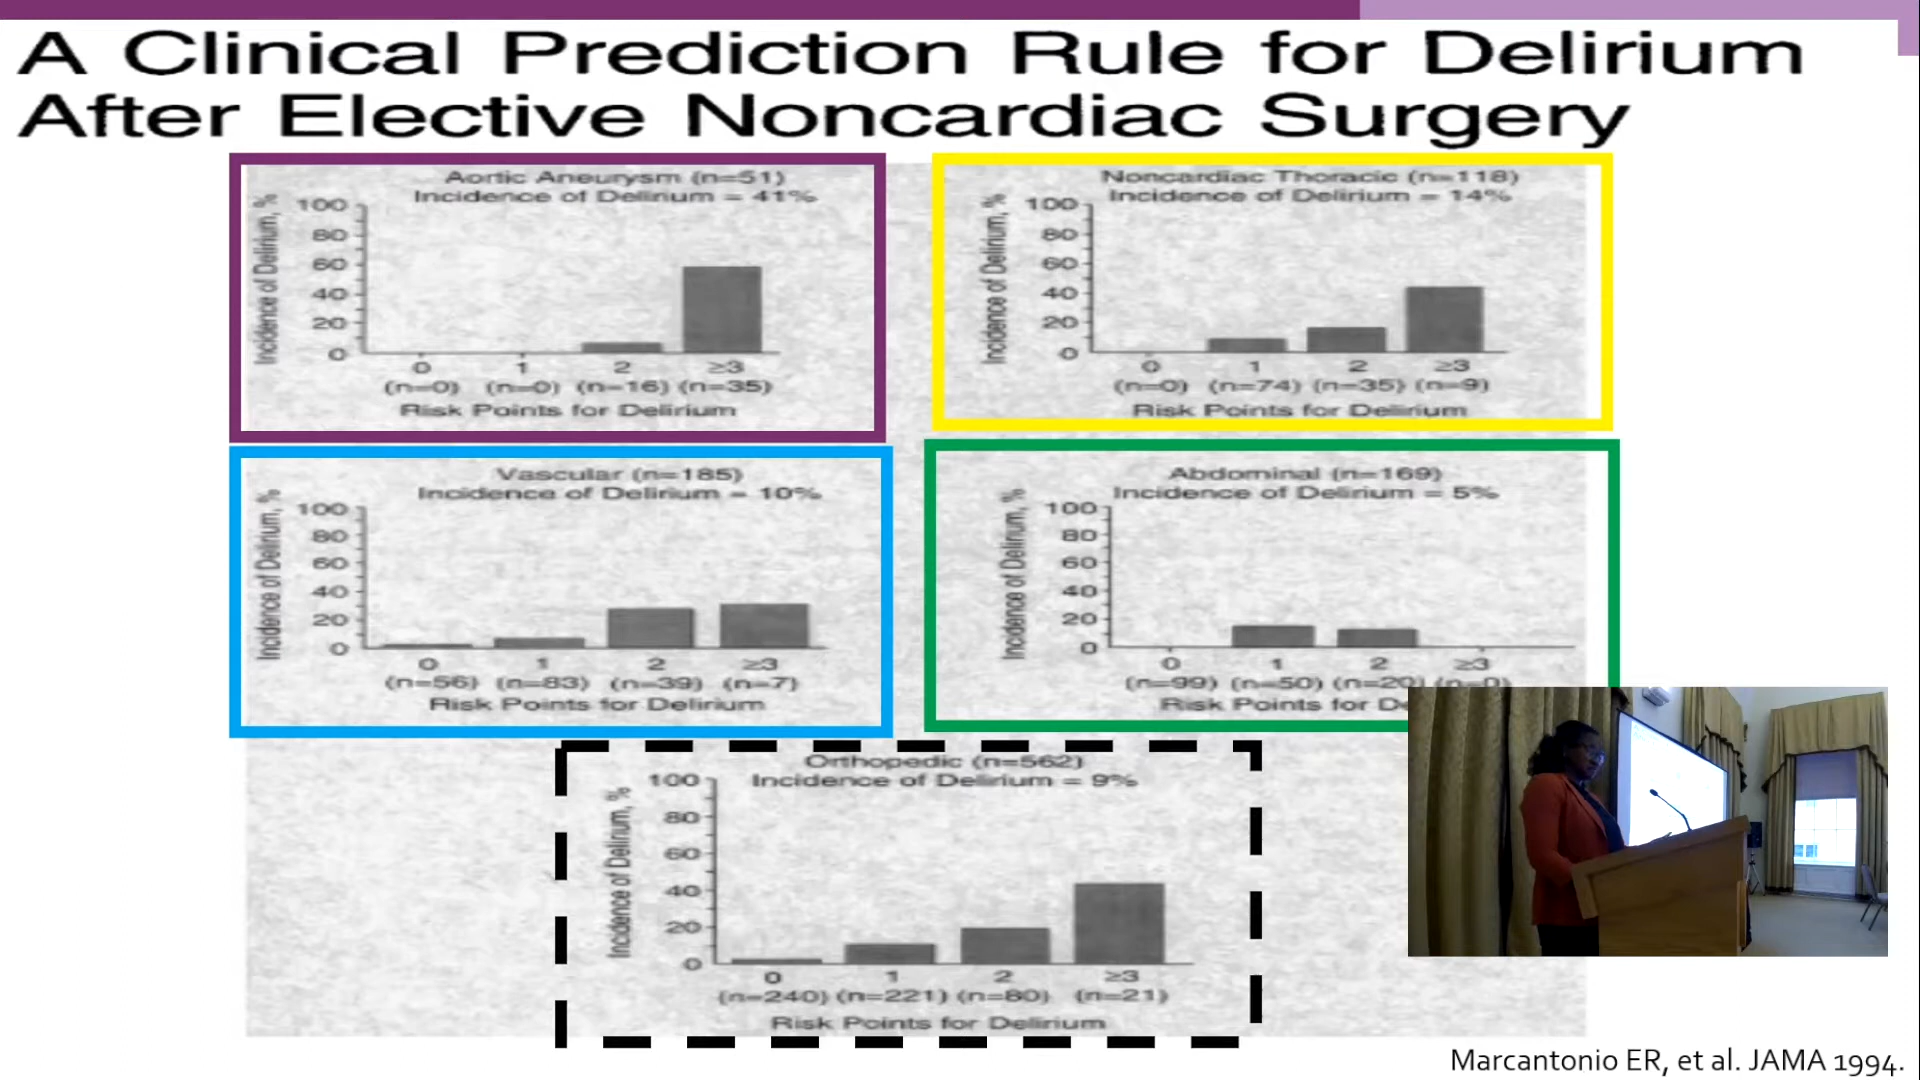 A Clinical Prediction Rule for Delirium
After Elective Noncardiac Surgery
Aortic Aneurysm (n=51)
Incidence of Delirium = 41%
Incidence of Delirium, %
100
80
60
40
20
0
0 1 2 ≥3
(n=0) (n=0) (n=16) (n=35)
Risk Points for Delirium
Noncardiac Thoracic (n=118)
Incidence of Delirium = 14%
Incidence of Delirium, %
100
80
60
40
20
0
0 1 2 ≥3
(n=0) (n=74) (n=35) (n=9)
Risk Points for Delirium
Vascular (n=185)
Incidence of Delirium = 10%
Incidence of Delirium, %
100
80
60
40
20
0
0 1 2 ≥3
(n=56) (n=83) (n=39) (n=7)
Risk Points for Delirium
Abdominal (n=169)
Incidence of Delirium = 5%
Incidence of Delirium, %
100
80
60
40
20
0
0 1 2 ≥3
(n=99) (n=50) (n=20) (n=0)
Risk Points for De
Orthopedic (n=562)
Incidence of Delirium = 9%
Incidence of Delirium, %
100
80
60
40
20
0
0 1 2 ≥3
(n=240) (n=221) (n=80) (n=21)
Risk Points for Delirium
Marcantonio ER, et al. JAMA 1994.